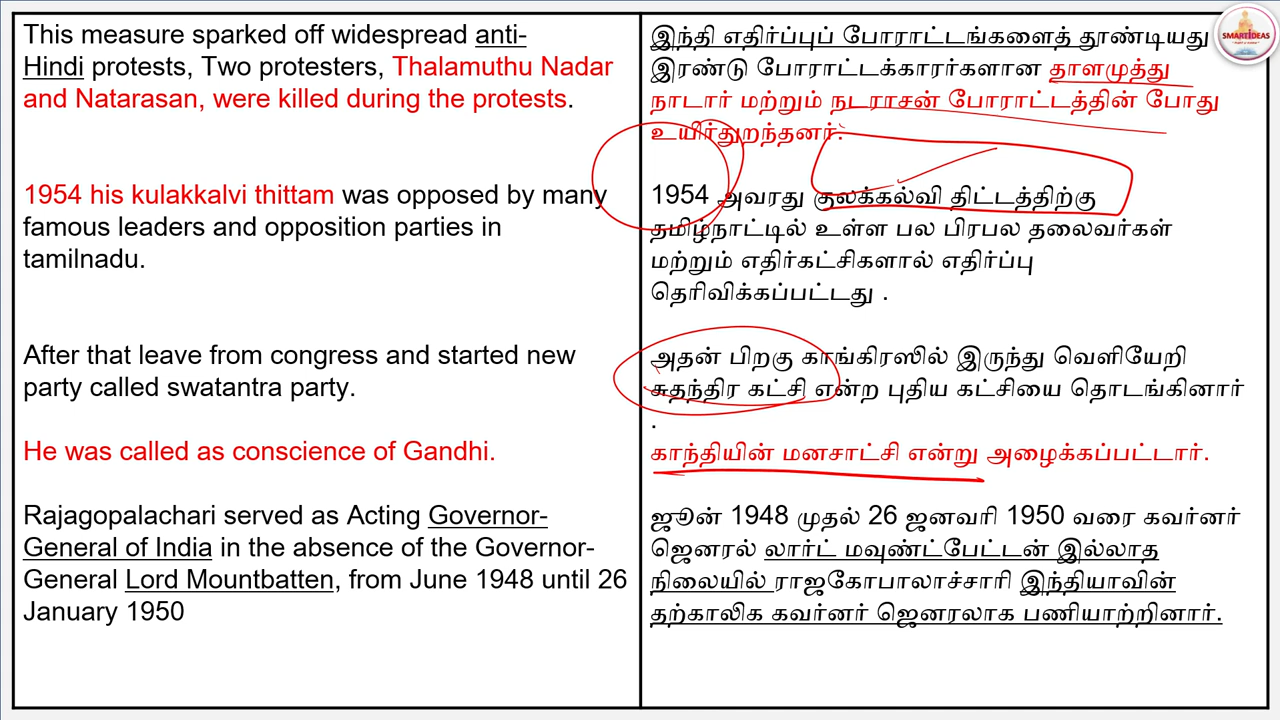 This measure sparked off widespread anti-
Hindi protests, Two protesters, Thalamuthu Nadar
and Natarasan, were killed during the protests.
1954 his kulakkalvi thittam was opposed by many
famous leaders and opposition parties in
tamilnadu.
After that leave from congress and started new
party called swatantra party.
He was called as conscience of Gandhi.
Rajagopalachari served as Acting Governor-
General of India in the absence of the Governor-
General Lord Mountbatten, from June 1948 until 26
January 1950
இந்தி எதிர்ப்புப் போராட்டங்களைத் தூண்டியது
இரண்டு போராட்டக்காரர்களான தாளமுத்து
நாடார் மற்றும் நடராசன் போராட்டத்தின் போது
உயிர்துறந்தனர்.
1954 அவரது குலக்கல்வி திட்டத்திற்கு
தமிழ்நாட்டில் உள்ள பல பிரபல தலைவர்கள்
மற்றும் எதிர்கட்சிகளால் எதிர்ப்பு
தெரிவிக்கப்பட்டது .
அதன் பிறகு காங்கிரஸில் இருந்து வெளியேறி
சுதந்திர கட்சி என்ற புதிய கட்சியை தொடங்கினார்
.
காந்தியின் மனசாட்சி என்று அழைக்கப்பட்டார்.
ஜூன் 1948 முதல் 26 ஜனவரி 1950 வரை கவர்னர்
ஜெனரல் லார்ட் மவுண்ட்பேட்டன் இல்லாத
நிலையில் ராஜகோபாலாச்சாரி இந்தியாவின்
தற்காலிக கவர்னர் ஜெனரலாக பணியாற்றினார்.
SMARTIDEAS